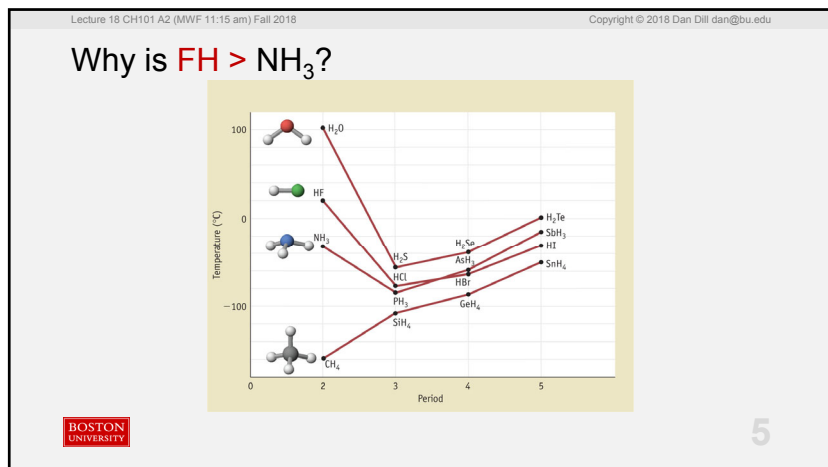 Lecture 18 CH101 A2 (MWF 11:15 am) Fall 2018
Copyright © 2018 Dan Dill dan@bu.edu
Why is FH > NH₃?
100
H₂O
HF
0
NH₃
H₂Te
H₂Se
SbH₃
H₂S
AsH₃
HI
HCl
HBr
SnH₄
−100
PH₃
GeH₄
SiH₄
CH₄
0 2 3 4 5
Temperature (°C)
Period
BOSTON
UNIVERSITY
5